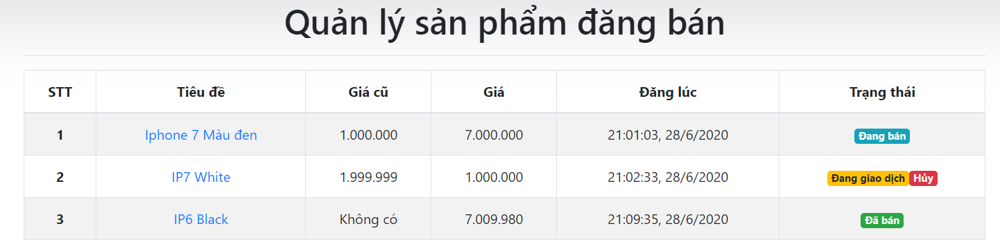 Quản lý sản phẩm đăng bán
STT Tiêu đề Giá cũ Giá Đăng lúc Trạng thái
1 Iphone 7 Màu đen 1.000.000 7.000.000 21:01:03, 28/6/2020 Đang bán
2 IP7 White 1.999.999 1.000.000 21:02:33, 28/6/2020 Đang giao dịch Hủy
3 IP6 Black Không có 7.009.980 21:09:35, 28/6/2020 Đã bán